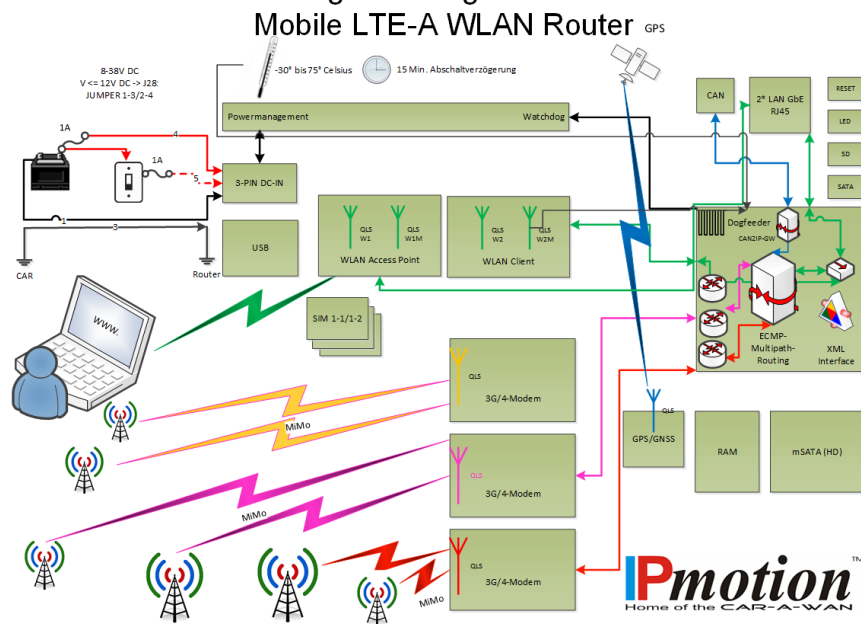 Mobile LTE-A WLAN Router
GPS
8-38V DC
V <= 12V DC -> J28:
JUMPER 1-3/2-4
-30° bis 75° Celsius
15 Min. Abschaltverzögerung
CAN
2* LAN GbE
RJ45
RESET
LED
SD
SATA
Powermanagement
Watchdog
1A
4
1A
5
3-PIN DC-IN
1
3
CAR
Router
USB
QLS
W1
QLS
W1M
WLAN Access Point
QLS
W2
QLS
W2M
WLAN Client
Dogfeeder
CAN2IP-GW
ECMP-
Multipath-
Routing
XML
Interface
www.
SIM 1-1/1-2
QLS
3G/4-Modem
MiMo
QLS
3G/4-Modem
MiMo
QLS
3G/4-Modem
MiMo
QLS
GPS/GNSS
RAM
mSATA (HD)
IPmotion™
Home of the CAR-A-WAN